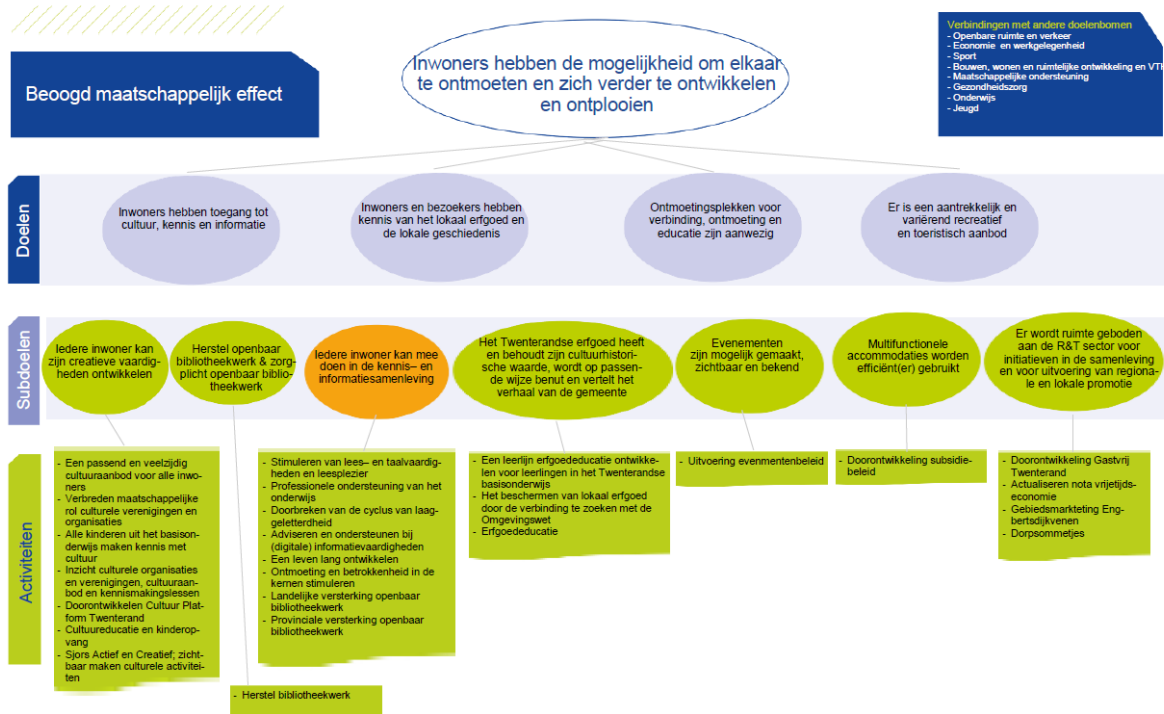 Beoogd maatschappelijk effect
Inwoners hebben de mogelijkheid om elkaar
te ontmoeten en zich verder te ontwikkelen
en ontplooien
Verbindingen met andere doelenbomen
- Openbare ruimte en verkeer
- Economie en werkgelegenheid
- Sport
- Bouwen, wonen en ruimtelijke ontwikkeling en VTH
- Maatschappelijke ondersteuning
- Gezondheidszorg
- Onderwijs
- Jeugd
Doelen
Inwoners hebben toegang tot
cultuur, kennis en informatie
Inwoners en bezoekers hebben
kennis van het lokaal erfgoed en
de lokale geschiedenis
Ontmoetingsplekken voor
verbinding, ontmoeting en
educatie zijn aanwezig
Er is een aantrekkelijk en
variërend recreatief
en toeristisch aanbod
Subdoelen
Iedere inwoner kan
zijn creatieve vaardig-
heden ontwikkelen
Herstel openbaar
bibliotheekwerk & zorg-
plicht openbaar biblio-
theekwerk
Iedere inwoner kan mee
doen in de kennis– en
informatiesamenleving
Het Twenterandse erfgoed heeft
en behoudt zijn cultuurhistori-
sche waarde, wordt op passen-
de wijze benut en vertelt het
verhaal van de gemeente
Evenementen
zijn mogelijk gemaakt,
zichtbaar en bekend
Multifunctionele
accommodaties worden
efficiënt(er) gebruikt
Er wordt ruimte geboden
aan de R&T sector voor
initiatieven in de samenleving
en voor uitvoering van regiona-
le en lokale promotie
Activiteiten
- Een passend en veelzijdig
cultuuraanbod voor alle inwo-
ners
- Verbreden maatschappelijke
rol culturele verenigingen en
organisaties
- Alle kinderen uit het basison-
derwijs maken kennis met
cultuur
- Inzicht culturele organisaties
en verenigingen, cultuuraan-
bod en kennismakingslessen
- Doorontwikkelen Cultuur Plat-
form Twenterand
- Cultuureducatie en kinderop-
vang
- Sjors Actief en Creatief; zicht-
baar maken culturele activitei-
ten
- Herstel bibliotheekwerk
- Stimuleren van lees– en taalvaardig-
heden en leesplezier
- Professionele ondersteuning van het
onderwijs
- Doorbreken van de cyclus van laag-
geletterdheid
- Adviseren en ondersteunen bij
(digitale) informatievaardigheden
- Een leven lang ontwikkelen
- Ontmoeting en betrokkenheid in de
kernen stimuleren
- Landelijke versterking openbaar
bibliotheekwerk
- Provinciale versterking openbaar
bibliotheekwerk
- Een leerlijn erfgoededucatie ontwikke-
len voor leerlingen in het Twenterandse
basisonderwijs
- Het beschermen van lokaal erfgoed
door de verbinding te zoeken met de
Omgevingswet
- Erfgoededucatie
- Uitvoering evenmentenbeleid
- Doorontwikkeling subsidie-
beleid
- Doorontwikkeling Gastvrij
Twenterand
- Actualiseren nota vrijetijds-
economie
- Gebiedsmarkteting Eng-
bertsdijkvenen
- Dorpsommetjes